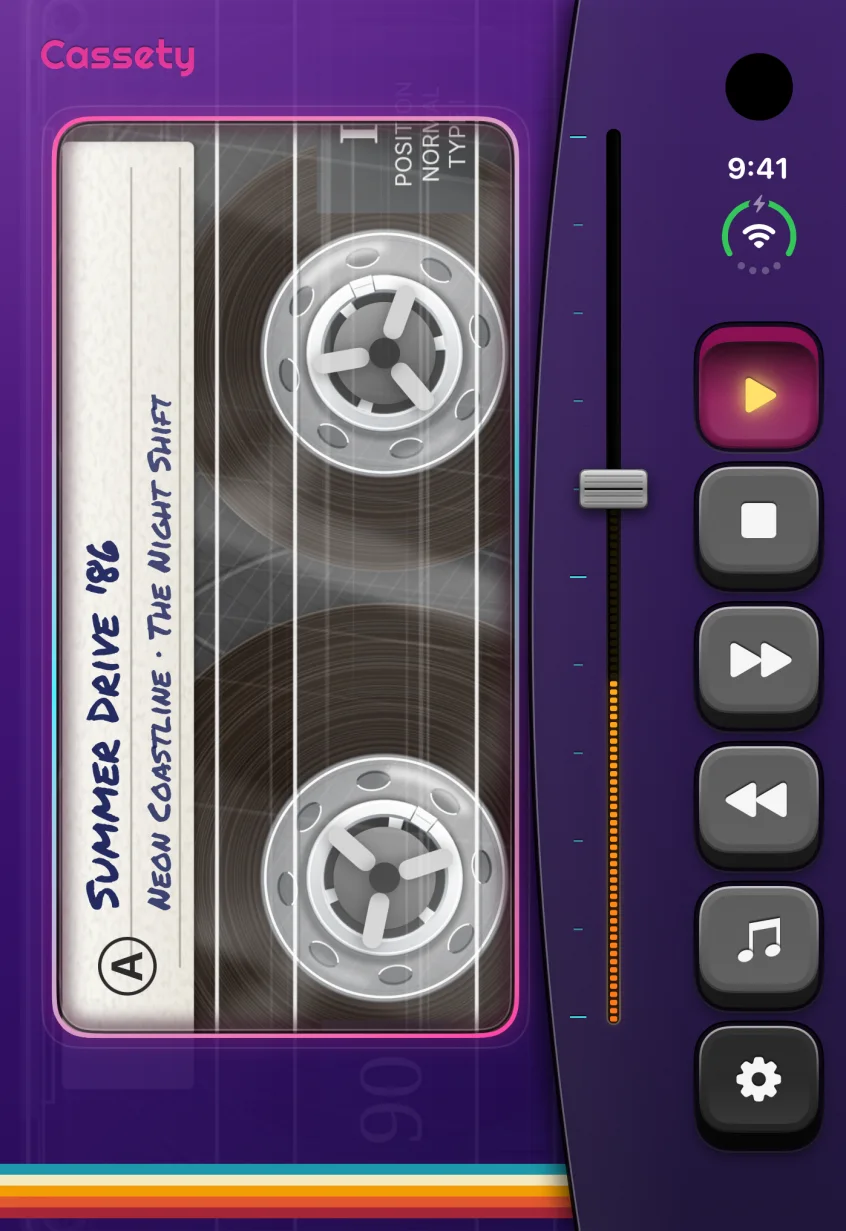 Cassety
9:41
I
POSITION
NORMAL
TYPE I
A
SUMMER DRIVE '86
NEON COASTLINE · THE NIGHT SHIFT
90